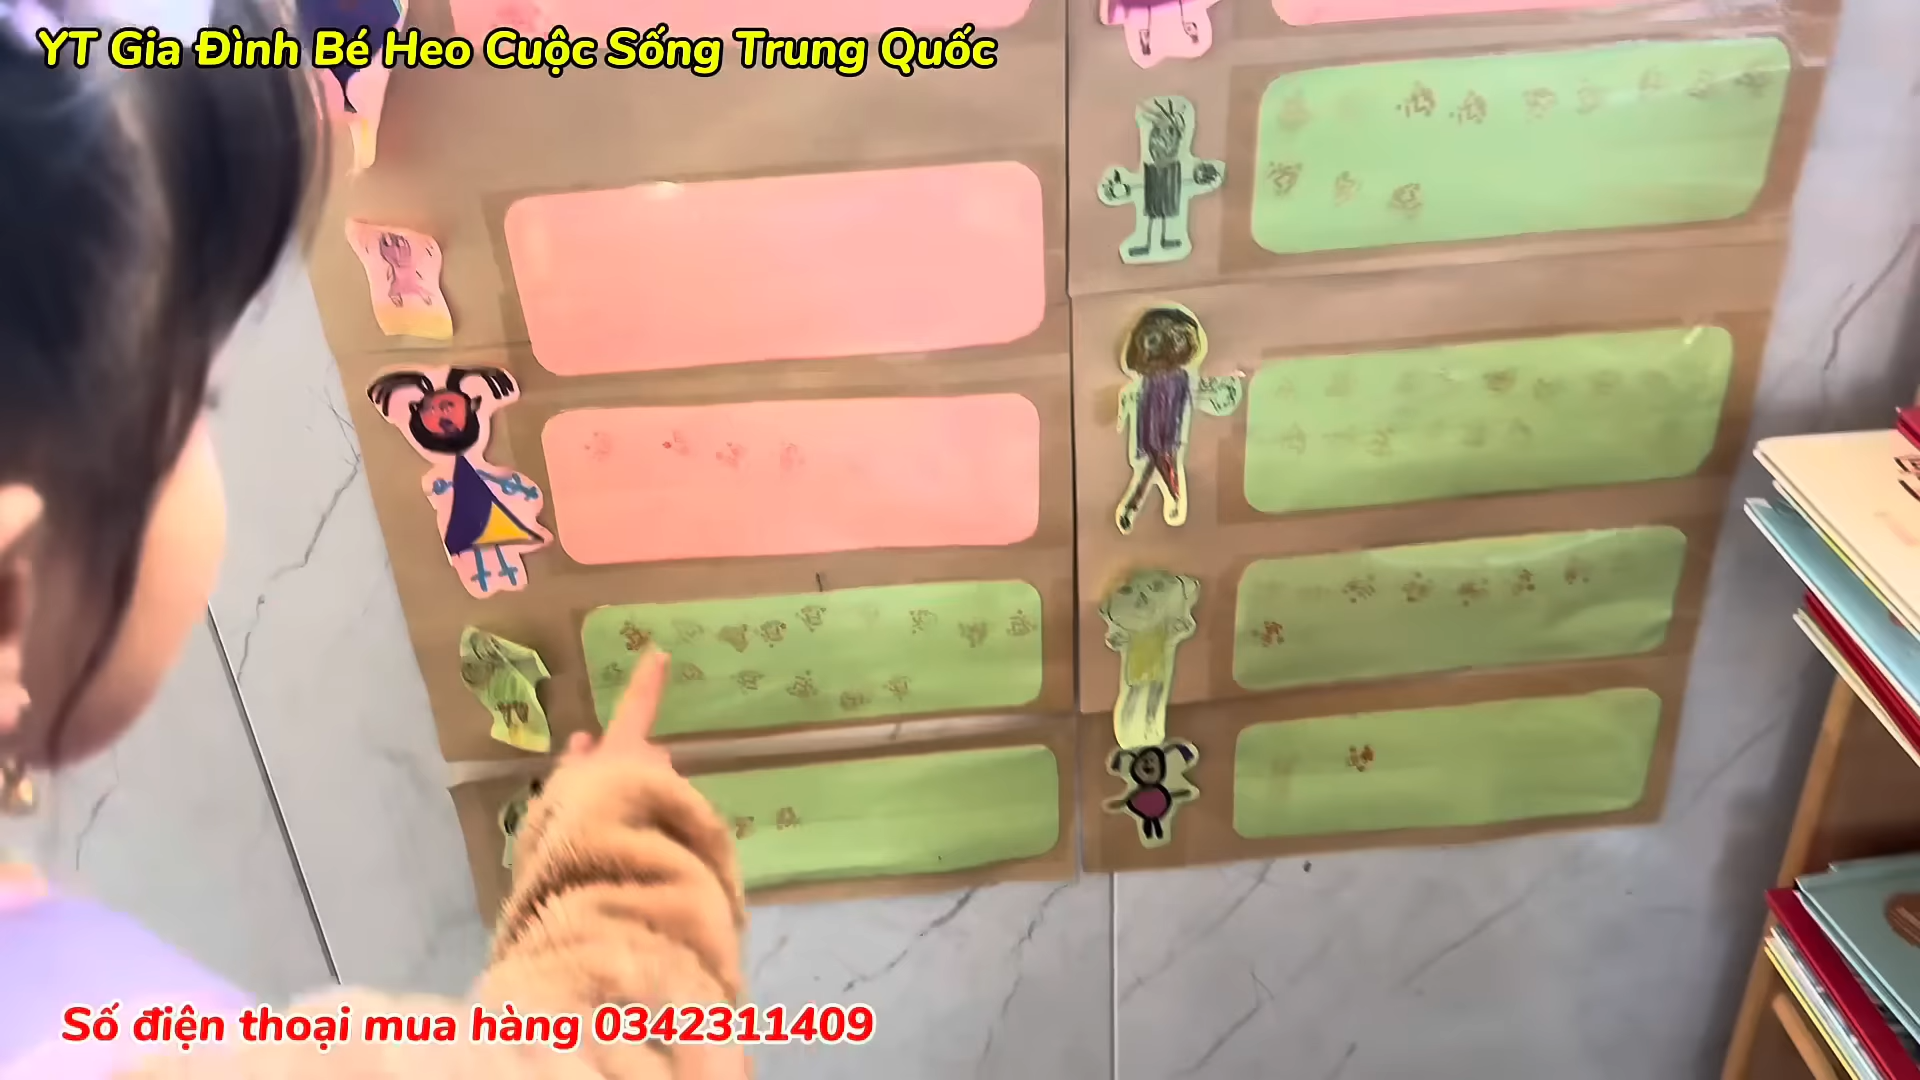 YT Gia Đình Bé Heo Cuộc Sống Trung Quốc
Số điện thoại mua hàng 0342311409